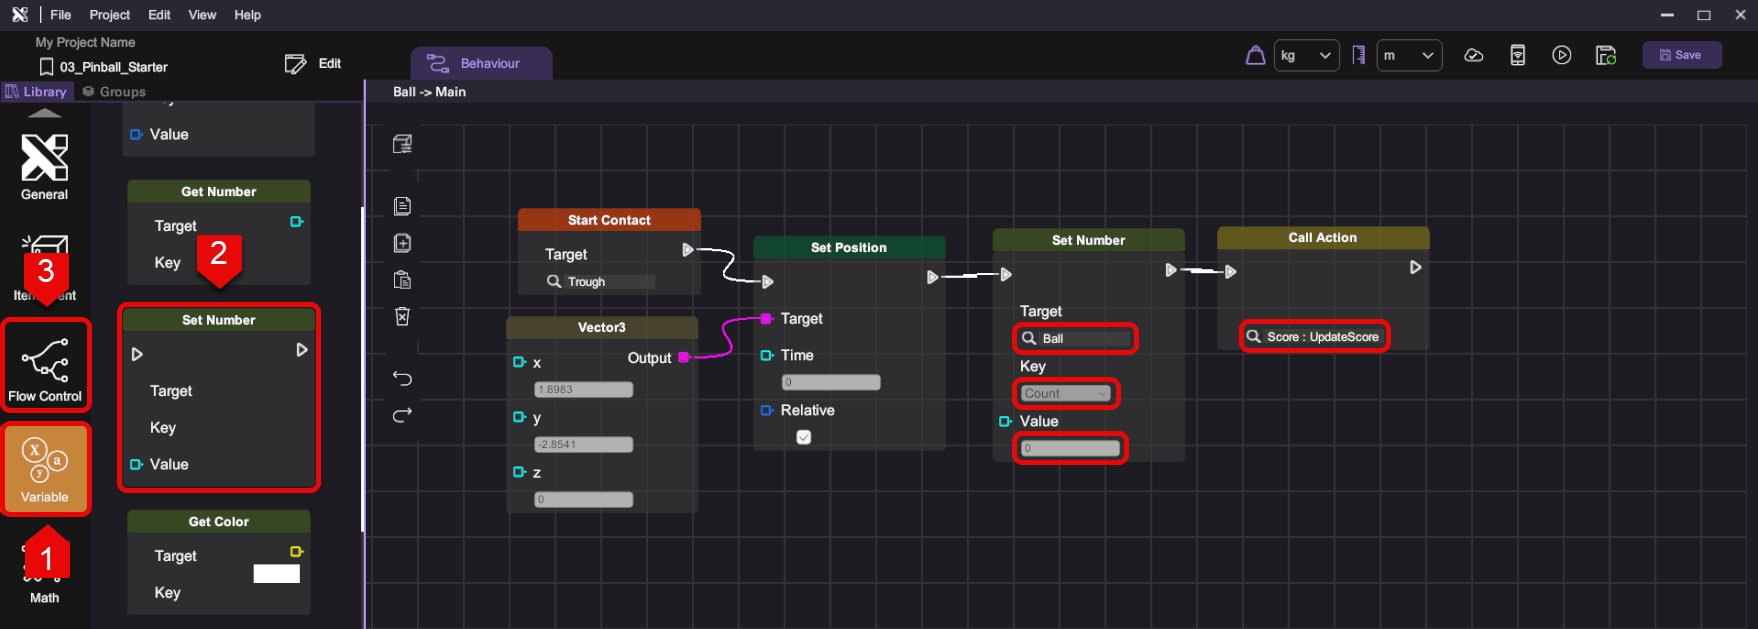 File Project Edit View Help
My Project Name
03_Pinball_Starter
Edit
Behaviour
kg
m
Save
Library
Groups
Ball -> Main
General
3
Flow Control
Variable
1
Math
Value
Get Number
Target
Key
2
Set Number
Target
Key
Value
Get Color
Target
Key
Start Contact
Target
Trough
Vector3
x
Output
1.8983
y
-2.8541
z
0
Set Position
Target
Time
0
Relative
Set Number
Target
Ball
Key
Count
Value
0
Call Action
Score : UpdateScore
X
a
y